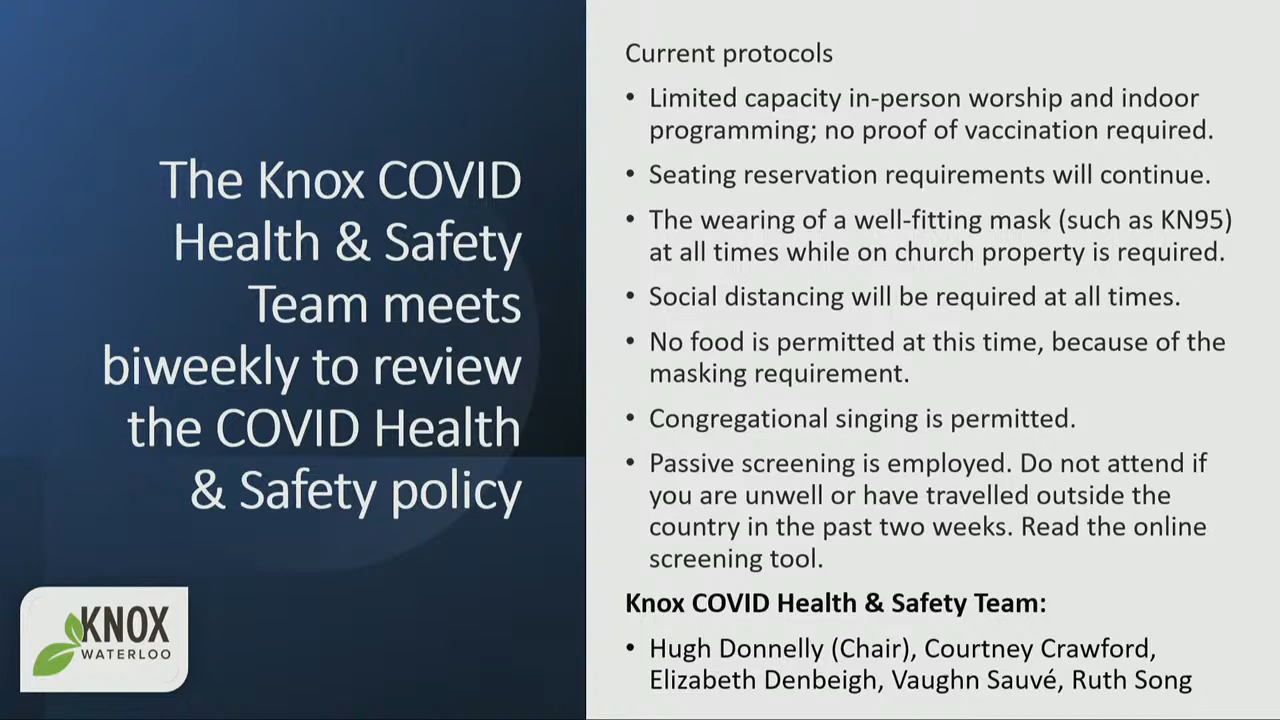 The Knox COVID
Health & Safety
Team meets
biweekly to review
the COVID Health
& Safety policy
KNOX
WATERLOO
Current protocols
• Limited capacity in-person worship and indoor
programming; no proof of vaccination required.
• Seating reservation requirements will continue.
• The wearing of a well-fitting mask (such as KN95)
at all times while on church property is required.
• Social distancing will be required at all times.
• No food is permitted at this time, because of the
masking requirement.
• Congregational singing is permitted.
• Passive screening is employed. Do not attend if
you are unwell or have travelled outside the
country in the past two weeks. Read the online
screening tool.
Knox COVID Health & Safety Team:
• Hugh Donnelly (Chair), Courtney Crawford,
Elizabeth Denbeigh, Vaughn Sauvé, Ruth Song